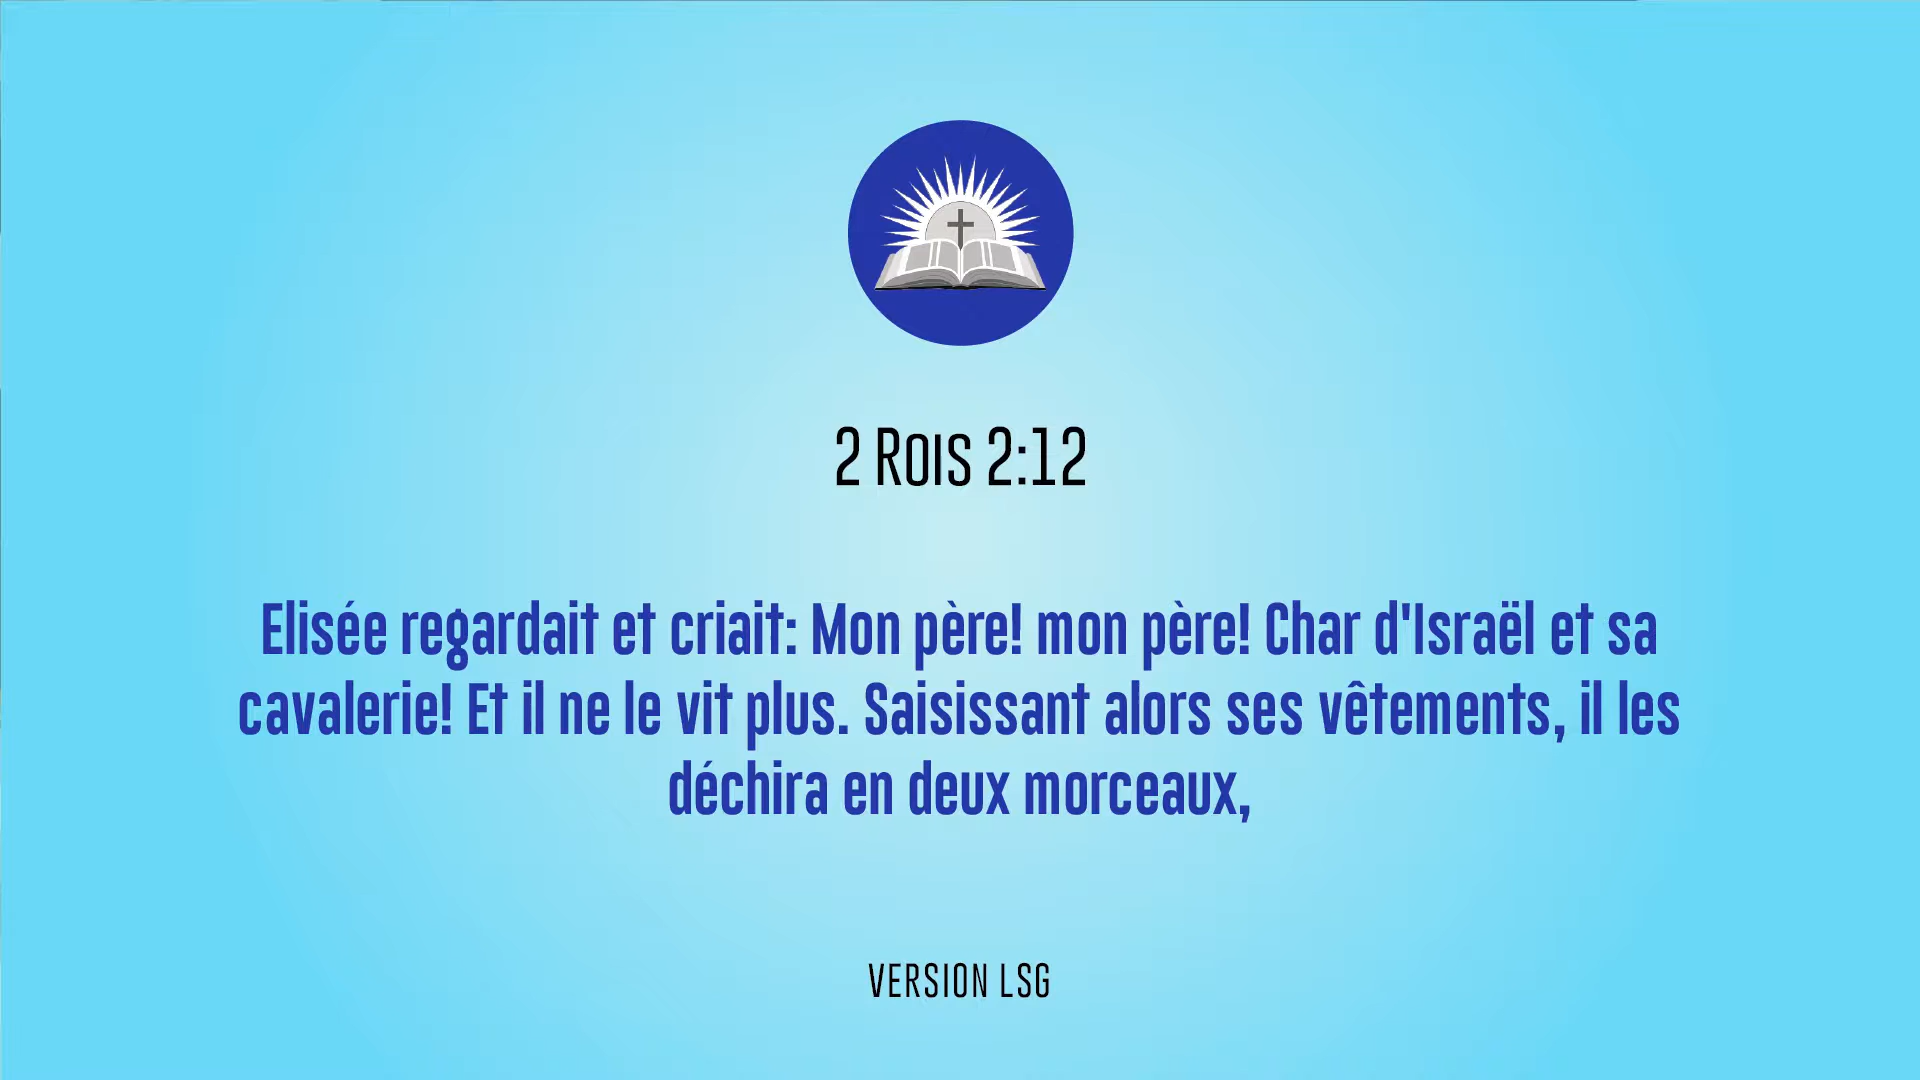 2 Rois 2:12
Elisée regardait et criait: Mon père! mon père! Char d'Israël et sa
cavalerie! Et il ne le vit plus. Saisissant alors ses vêtements, il les
déchira en deux morceaux,
VERSION LSG